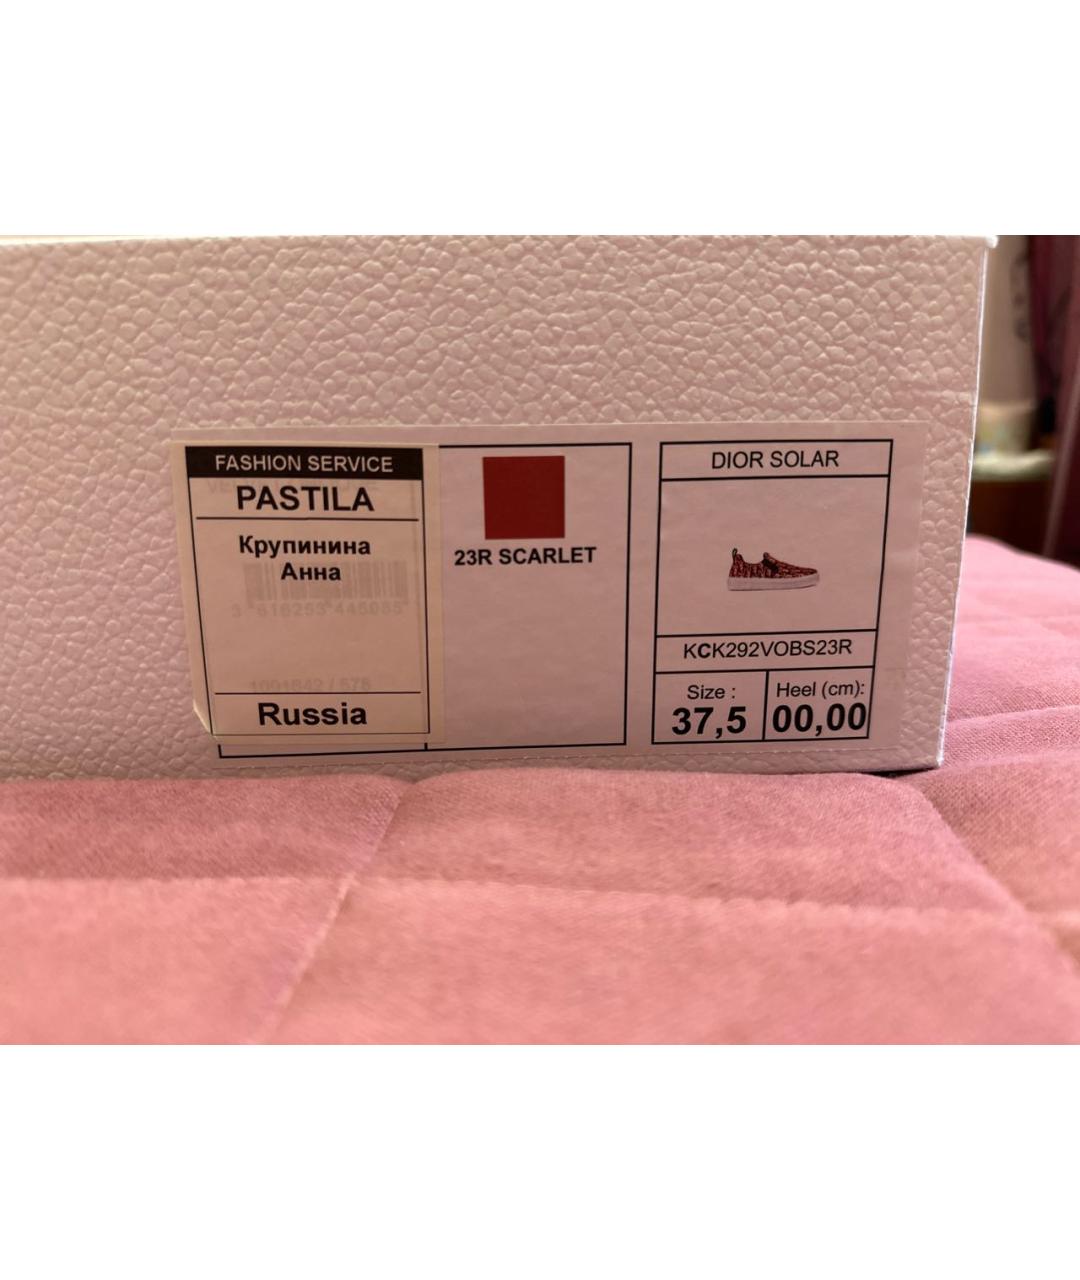 FASHION SERVICE
PASTILA
Крупинина
Анна
Russia
23R SCARLET
DIOR SOLAR
KCK292VOBS23R
Size :
37,5
Heel (cm):
00,00